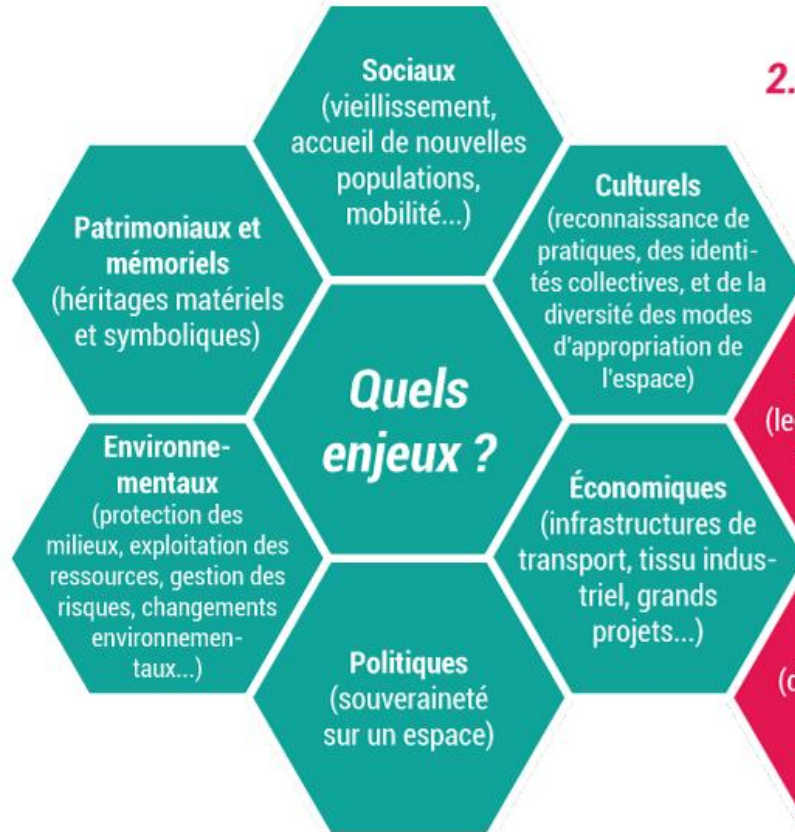 Sociaux
(vieillissement,
accueil de nouvelles
populations,
mobilité...)
2.
Patrimoniaux et
mémoriels
(héritages matériels
et symboliques)
Culturels
(reconnaissance de
pratiques, des identi-
tés collectives, et de la
diversité des modes
d'appropriation de
l'espace)
Quels
enjeux ?
Environne-
mentaux
(protection des
milieux, exploitation des
ressources, gestion des
risques, changements
environnemen-
taux...)
Économiques
(infrastructures de
transport, tissu indus-
triel, grands
projets...)
Politiques
(souveraineté
sur un espace)